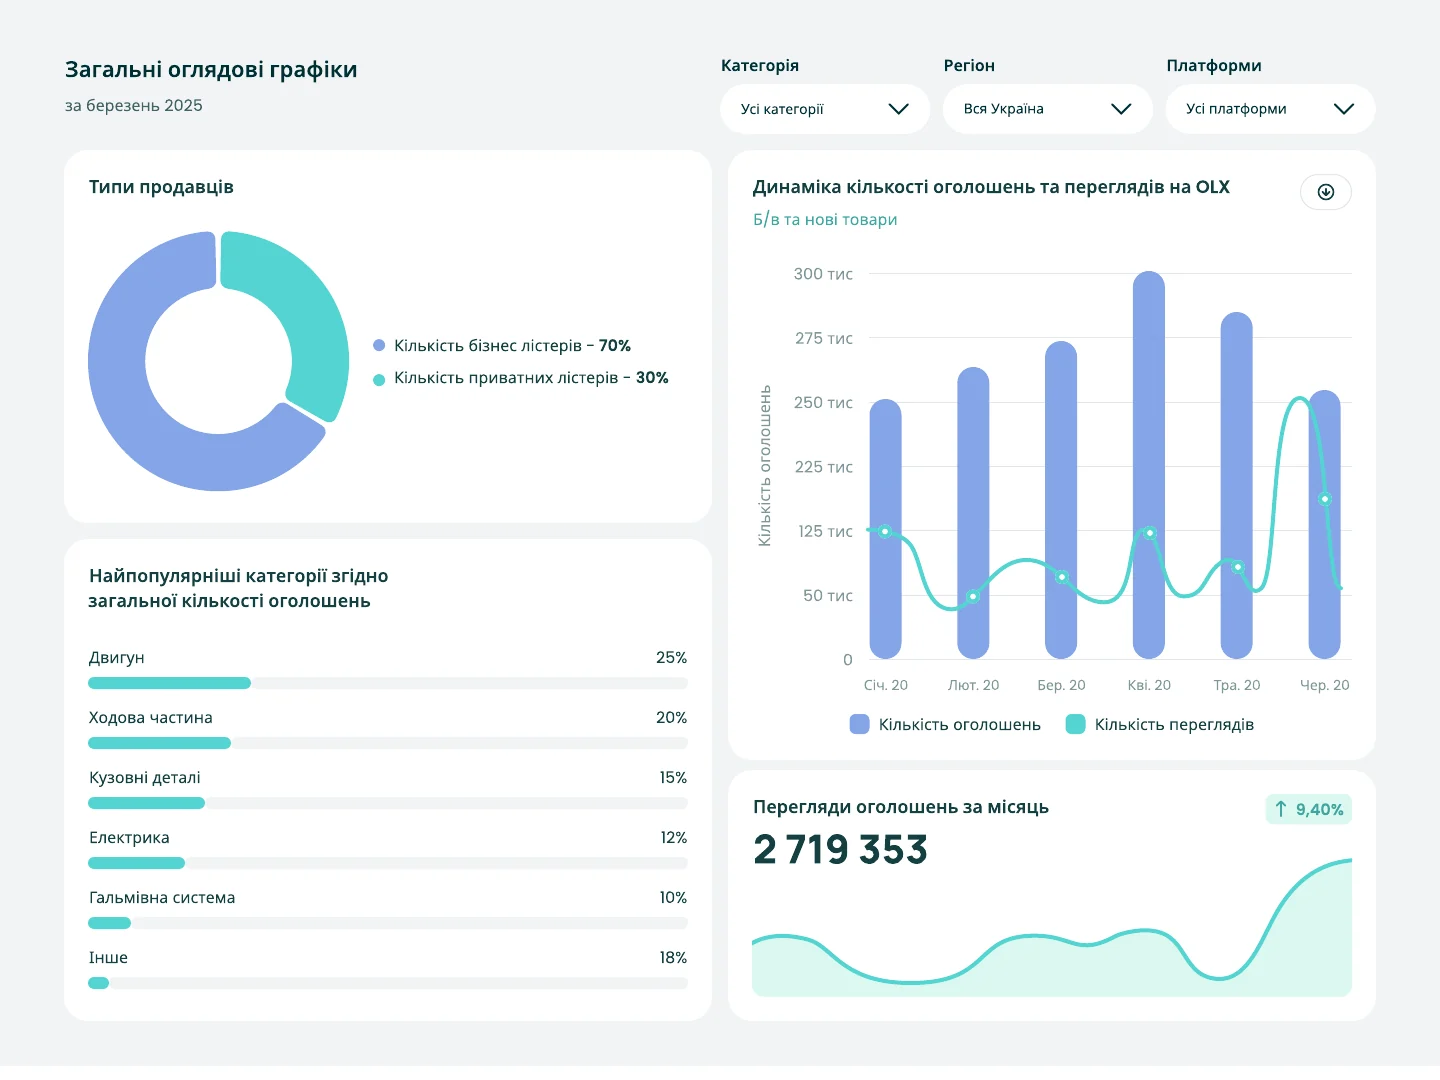 Загальні оглядові графіки
за березень 2025
Категорія
Усі категорії
Регіон
Вся Україна
Платформи
Усі платформи
Типи продавців
Кількість бізнес лістерів – 70%
Кількість приватних лістерів – 30%
Найпопулярніші категорії згідно
загальної кількості оголошень
Двигун 25%
Ходова частина 20%
Кузовні деталі 15%
Електрика 12%
Гальмівна система 10%
Інше 18%
Динаміка кількості оголошень та переглядів на OLX
Б/в та нові товари
Кількість оголошень
300 тис
275 тис
250 тис
225 тис
125 тис
50 тис
0
Січ. 20 Лют. 20 Бер. 20 Кві. 20 Тра. 20 Чер. 20
Кількість оголошень Кількість переглядів
Перегляди оголошень за місяць
↑ 9,40%
2 719 353